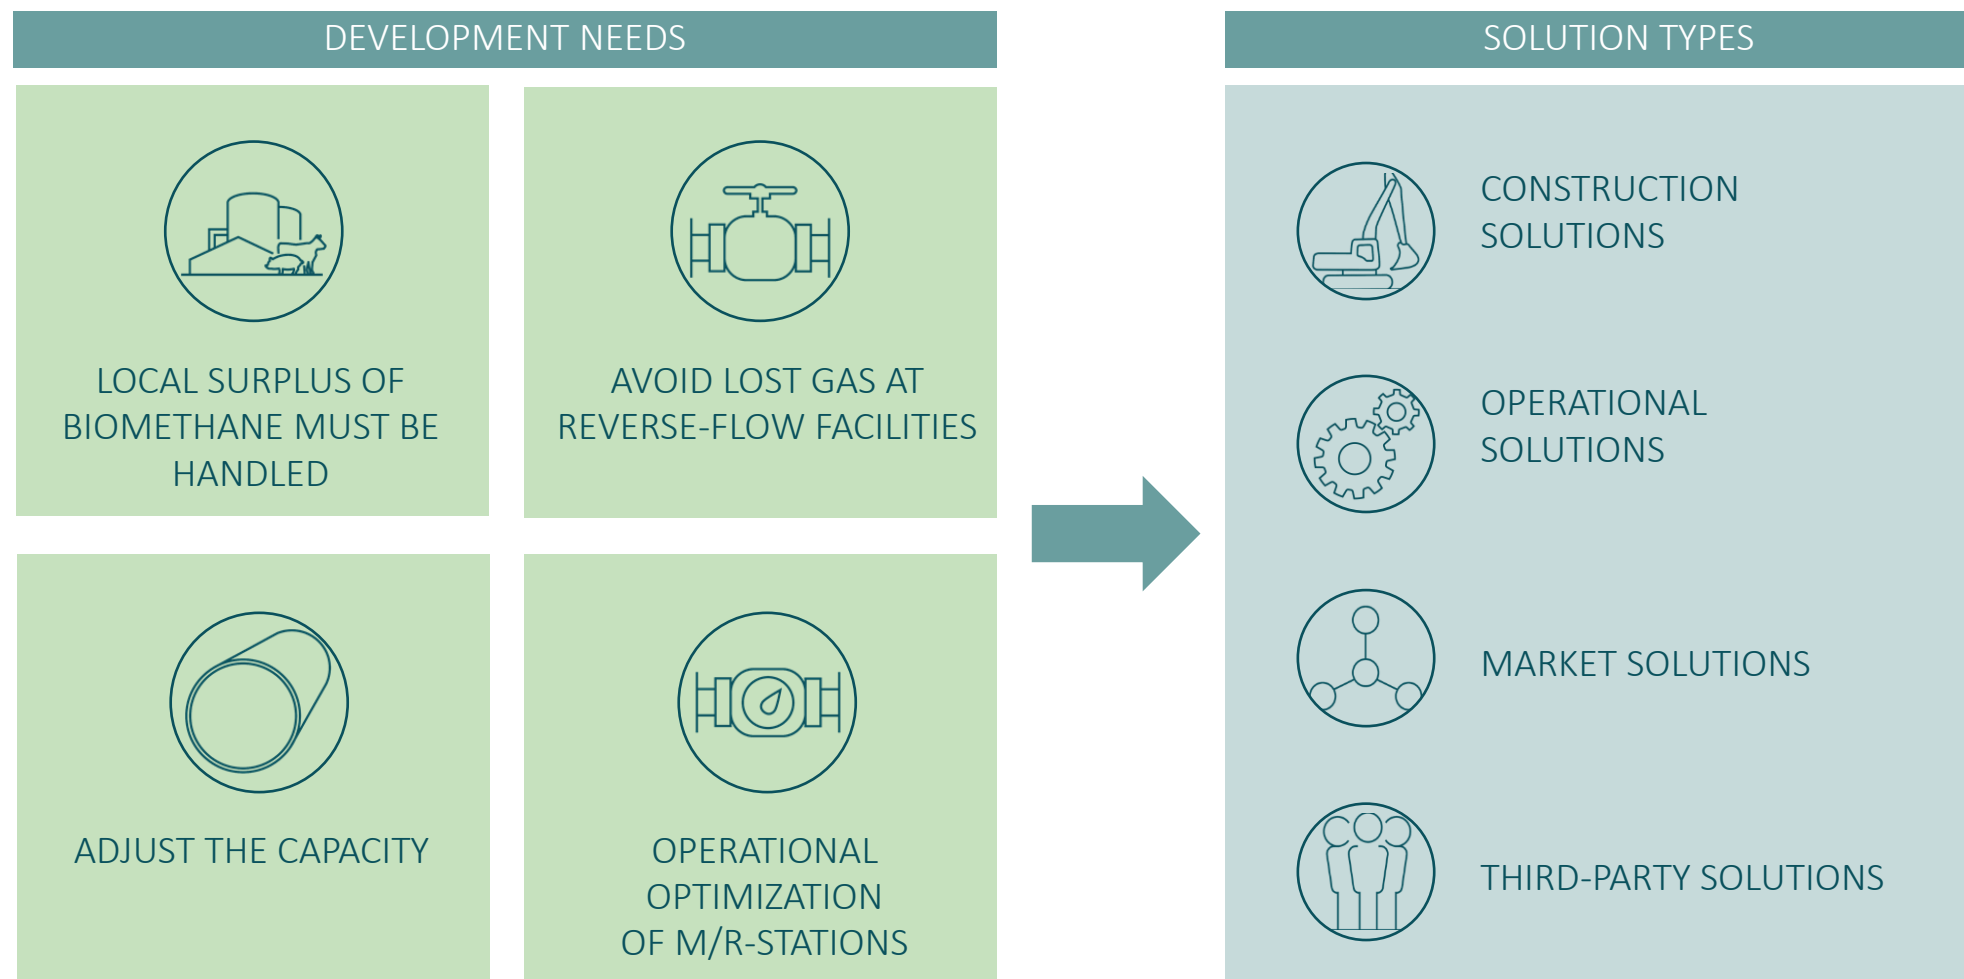 DEVELOPMENT NEEDS
LOCAL SURPLUS OF
BIOMETHANE MUST BE
HANDLED
AVOID LOST GAS AT
REVERSE-FLOW FACILITIES
ADJUST THE CAPACITY
OPERATIONAL
OPTIMIZATION
OF M/R-STATIONS
SOLUTION TYPES
CONSTRUCTION
SOLUTIONS
OPERATIONAL
SOLUTIONS
MARKET SOLUTIONS
THIRD-PARTY SOLUTIONS